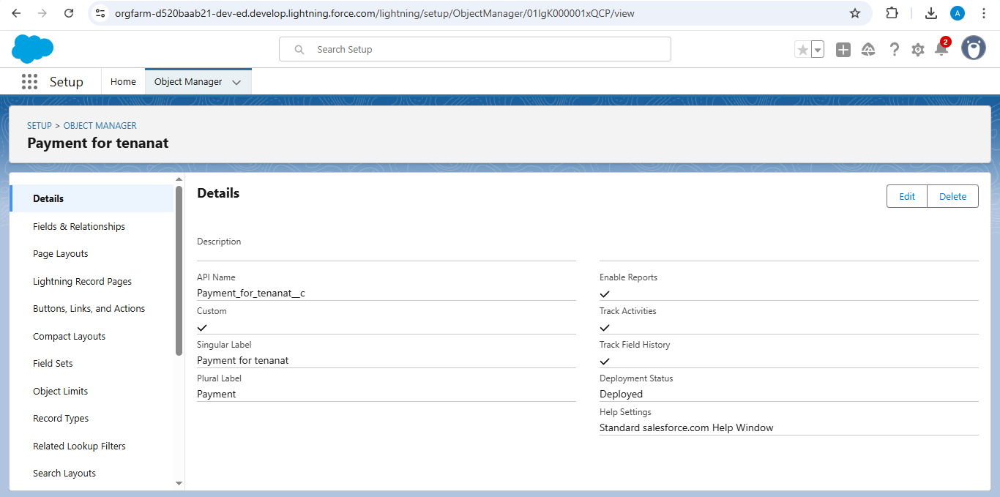 orgfarm-d520baab21-dev-ed.develop.lightning.force.com/lightning/setup/ObjectManager/01IgK000001xQCP/view
A
Search Setup
2
Setup
Home
Object Manager
SETUP > OBJECT MANAGER
Payment for tenanat
Details
Fields & Relationships
Page Layouts
Lightning Record Pages
Buttons, Links, and Actions
Compact Layouts
Field Sets
Object Limits
Record Types
Related Lookup Filters
Search Layouts
Details
Edit
Delete
Description
API Name
Payment_for_tenanat__c
Custom
Singular Label
Payment for tenanat
Plural Label
Payment
Enable Reports
Track Activities
Track Field History
Deployment Status
Deployed
Help Settings
Standard salesforce.com Help Window